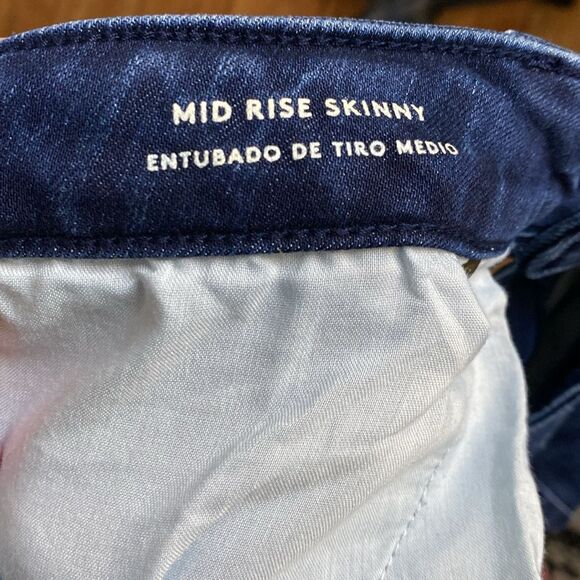 MID RISE SKINNY
ENTUBADO DE TIRO MEDIO